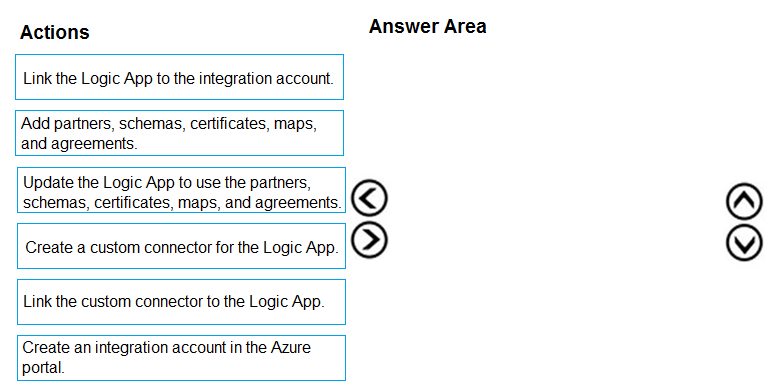 Actions
Answer Area
Link the Logic App to the integration account.
Add partners, schemas, certificates, maps,
and agreements.
Update the Logic App to use the partners,
schemas, certificates, maps, and agreements.
Create a custom connector for the Logic App.
Link the custom connector to the Logic App.
Create an integration account in the Azure
portal.